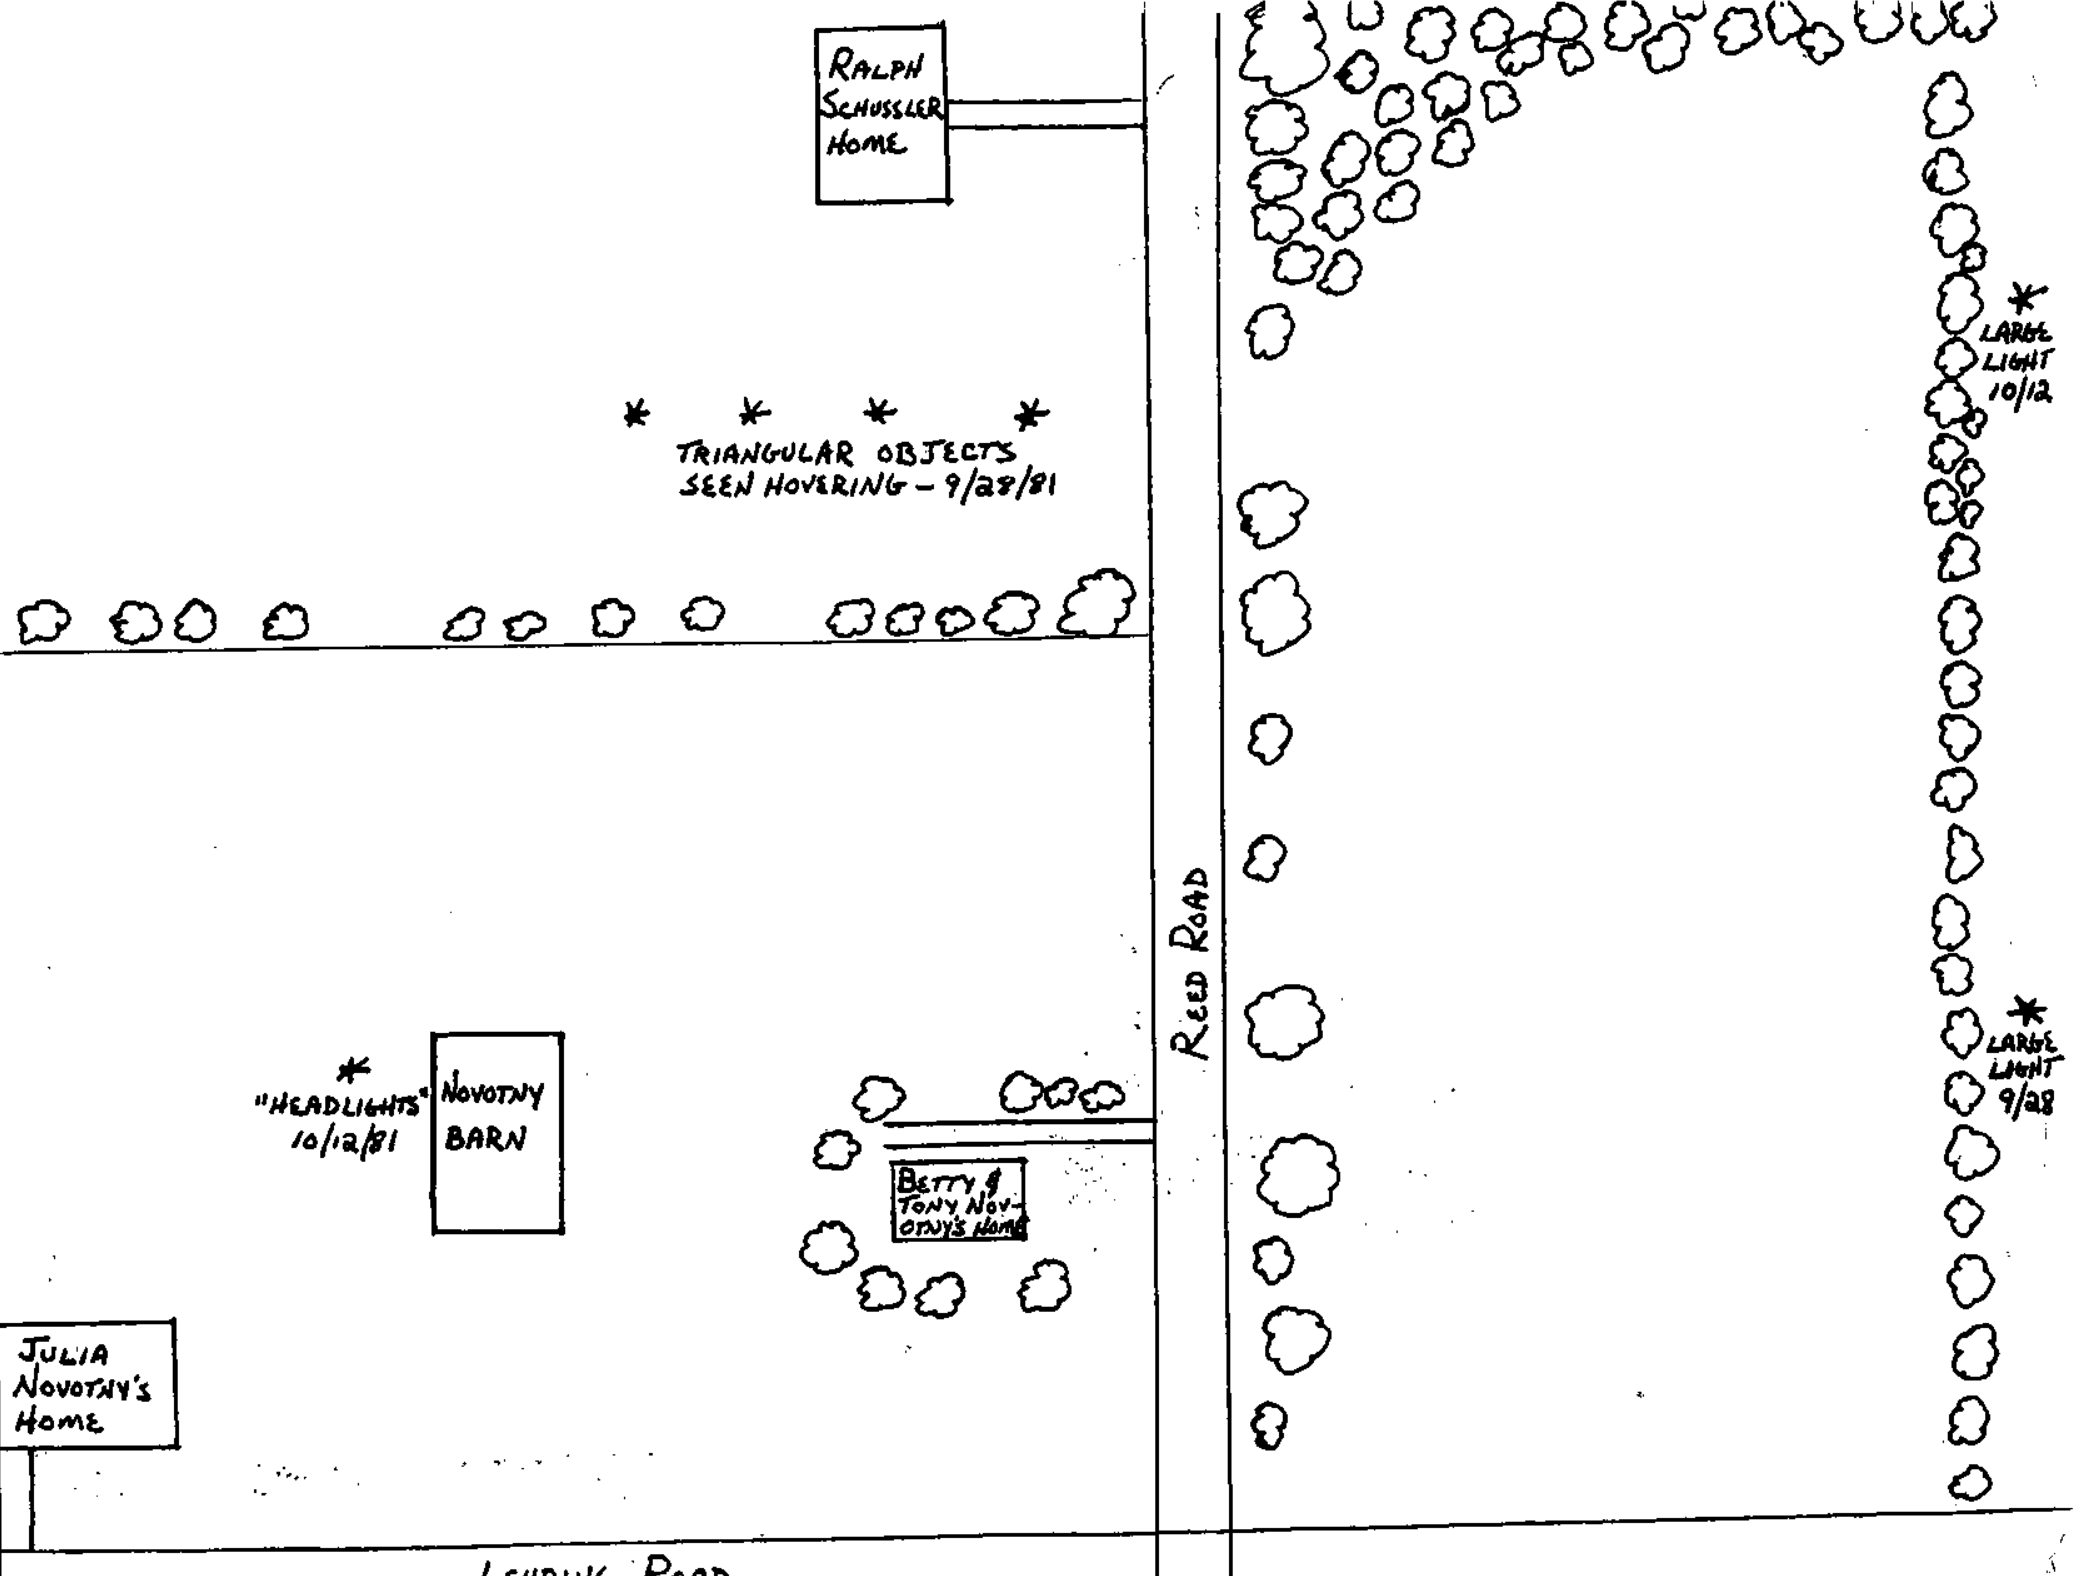 RALPH
SCHUSSLER
HOME
LARGE
LIGHT
10/12
TRIANGULAR OBJECTS
SEEN HOVERING - 9/28/81
REED ROAD
LARGE
LIGHT
9/28
"HEADLIGHTS"
10/12/81
NOVOTNY
BARN
BETTY &
TONY NOV-
OTNY'S HOME
JULIA
NOVOTNY'S
HOME
ROAD